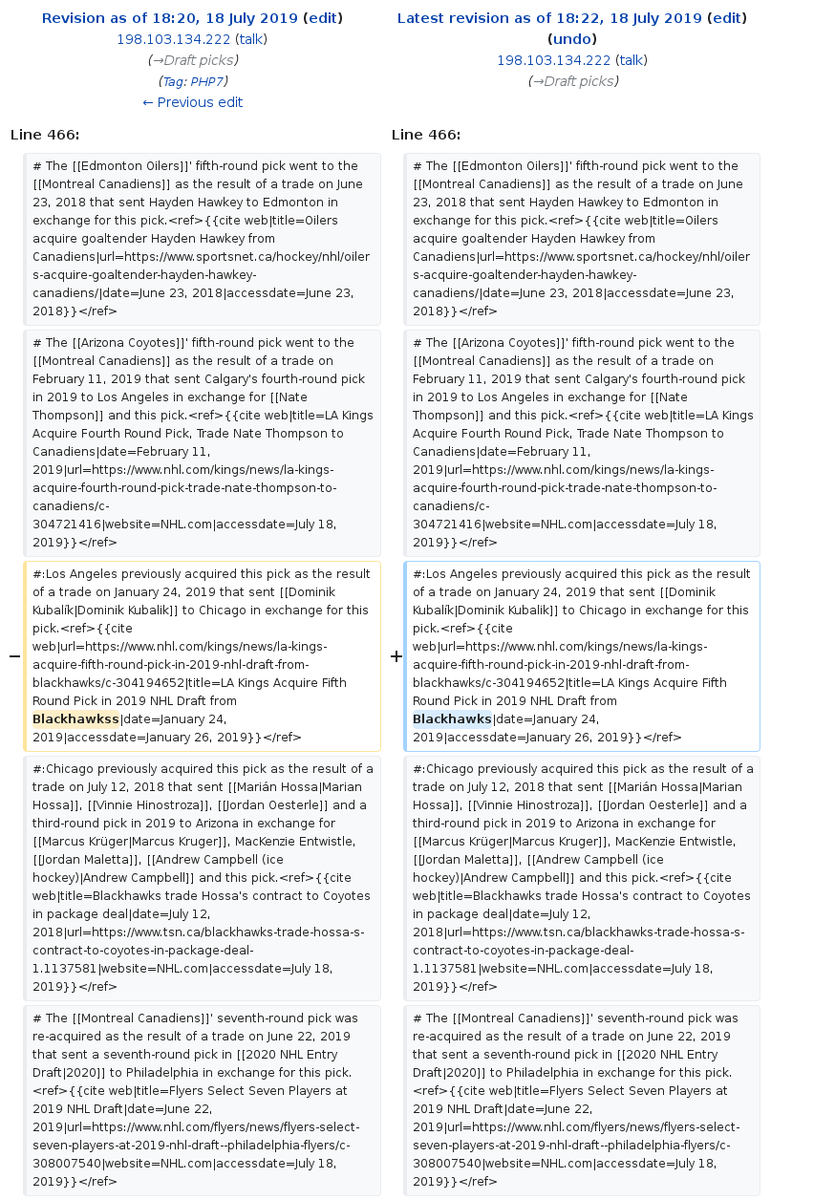 Revision as of 18:20, 18 July 2019 (edit)
198.103.134.222 (talk)
(→Draft picks)
(Tag: PHP7)
← Previous edit
Latest revision as of 18:22, 18 July 2019 (edit)
(undo)
198.103.134.222 (talk)
(→Draft picks)
Line 466:
# The [[Edmonton Oilers]]' fifth-round pick went to the
[[Montreal Canadiens]] as the result of a trade on June
23, 2018 that sent Hayden Hawkey to Edmonton in
exchange for this pick.<ref>{{cite web|title=Oilers
acquire goaltender Hayden Hawkey from
Canadiens|url=https://www.sportsnet.ca/hockey/nhl/oiler
s-acquire-goaltender-hayden-hawkey-
canadiens/|date=June 23, 2018|accessdate=June 23,
2018}}</ref>
# The [[Arizona Coyotes]]' fifth-round pick went to the
[[Montreal Canadiens]] as the result of a trade on
February 11, 2019 that sent Calgary's fourth-round pick
in 2019 to Los Angeles in exchange for [[Nate
Thompson]] and this pick.<ref>{{cite web|title=LA Kings
Acquire Fourth Round Pick, Trade Nate Thompson to
Canadiens|date=February 11,
2019|url=https://www.nhl.com/kings/news/la-kings-
acquire-fourth-round-pick-trade-nate-thompson-to-
canadiens/c-
304721416|website=NHL.com|accessdate=July 18,
2019}}</ref>
−
#:Los Angeles previously acquired this pick as the result
of a trade on January 24, 2019 that sent [[Dominik
Kubalík|Dominik Kubalik]] to Chicago in exchange for this
pick.<ref>{{cite
web|url=https://www.nhl.com/kings/news/la-kings-
acquire-fifth-round-pick-in-2019-nhl-draft-from-
blackhawks/c-304194652|title=LA Kings Acquire Fifth
Round Pick in 2019 NHL Draft from
Blackhawkss|date=January 24,
2019|accessdate=January 26, 2019}}</ref>
#:Chicago previously acquired this pick as the result of a
trade on July 12, 2018 that sent [[Marián Hossa|Marian
Hossa]], [[Vinnie Hinostroza]], [[Jordan Oesterle]] and a
third-round pick in 2019 to Arizona in exchange for
[[Marcus Krüger|Marcus Kruger]], MacKenzie Entwistle,
[[Jordan Maletta]], [[Andrew Campbell (ice
hockey)|Andrew Campbell]] and this pick.<ref>{{cite
web|title=Blackhawks trade Hossa's contract to Coyotes
in package deal|date=July 12,
2018|url=https://www.tsn.ca/blackhawks-trade-hossa-s-
contract-to-coyotes-in-package-deal-
1.1137581|website=NHL.com|accessdate=July 18,
2019}}</ref>
# The [[Montreal Canadiens]]' seventh-round pick was
re-acquired as the result of a trade on June 22, 2019
that sent a seventh-round pick in [[2020 NHL Entry
Draft|2020]] to Philadelphia in exchange for this pick.
<ref>{{cite web|title=Flyers Select Seven Players at
2019 NHL Draft|date=June 22,
2019|url=https://www.nhl.com/flyers/news/flyers-select-
seven-players-at-2019-nhl-draft--philadelphia-flyers/c-
308007540|website=NHL.com|accessdate=July 18,
2019}}</ref>
Line 466:
# The [[Edmonton Oilers]]' fifth-round pick went to the
[[Montreal Canadiens]] as the result of a trade on June
23, 2018 that sent Hayden Hawkey to Edmonton in
exchange for this pick.<ref>{{cite web|title=Oilers
acquire goaltender Hayden Hawkey from
Canadiens|url=https://www.sportsnet.ca/hockey/nhl/oiler
s-acquire-goaltender-hayden-hawkey-
canadiens/|date=June 23, 2018|accessdate=June 23,
2018}}</ref>
# The [[Arizona Coyotes]]' fifth-round pick went to the
[[Montreal Canadiens]] as the result of a trade on
February 11, 2019 that sent Calgary's fourth-round pick
in 2019 to Los Angeles in exchange for [[Nate
Thompson]] and this pick.<ref>{{cite web|title=LA Kings
Acquire Fourth Round Pick, Trade Nate Thompson to
Canadiens|date=February 11,
2019|url=https://www.nhl.com/kings/news/la-kings-
acquire-fourth-round-pick-trade-nate-thompson-to-
canadiens/c-
304721416|website=NHL.com|accessdate=July 18,
2019}}</ref>
+
#:Los Angeles previously acquired this pick as the result
of a trade on January 24, 2019 that sent [[Dominik
Kubalík|Dominik Kubalik]] to Chicago in exchange for this
pick.<ref>{{cite
web|url=https://www.nhl.com/kings/news/la-kings-
acquire-fifth-round-pick-in-2019-nhl-draft-from-
blackhawks/c-304194652|title=LA Kings Acquire Fifth
Round Pick in 2019 NHL Draft from
Blackhawks|date=January 24,
2019|accessdate=January 26, 2019}}</ref>
#:Chicago previously acquired this pick as the result of a
trade on July 12, 2018 that sent [[Marián Hossa|Marian
Hossa]], [[Vinnie Hinostroza]], [[Jordan Oesterle]] and a
third-round pick in 2019 to Arizona in exchange for
[[Marcus Krüger|Marcus Kruger]], MacKenzie Entwistle,
[[Jordan Maletta]], [[Andrew Campbell (ice
hockey)|Andrew Campbell]] and this pick.<ref>{{cite
web|title=Blackhawks trade Hossa's contract to Coyotes
in package deal|date=July 12,
2018|url=https://www.tsn.ca/blackhawks-trade-hossa-s-
contract-to-coyotes-in-package-deal-
1.1137581|website=NHL.com|accessdate=July 18,
2019}}</ref>
# The [[Montreal Canadiens]]' seventh-round pick was
re-acquired as the result of a trade on June 22, 2019
that sent a seventh-round pick in [[2020 NHL Entry
Draft|2020]] to Philadelphia in exchange for this pick.
<ref>{{cite web|title=Flyers Select Seven Players at
2019 NHL Draft|date=June 22,
2019|url=https://www.nhl.com/flyers/news/flyers-select-
seven-players-at-2019-nhl-draft--philadelphia-flyers/c-
308007540|website=NHL.com|accessdate=July 18,
2019}}</ref>